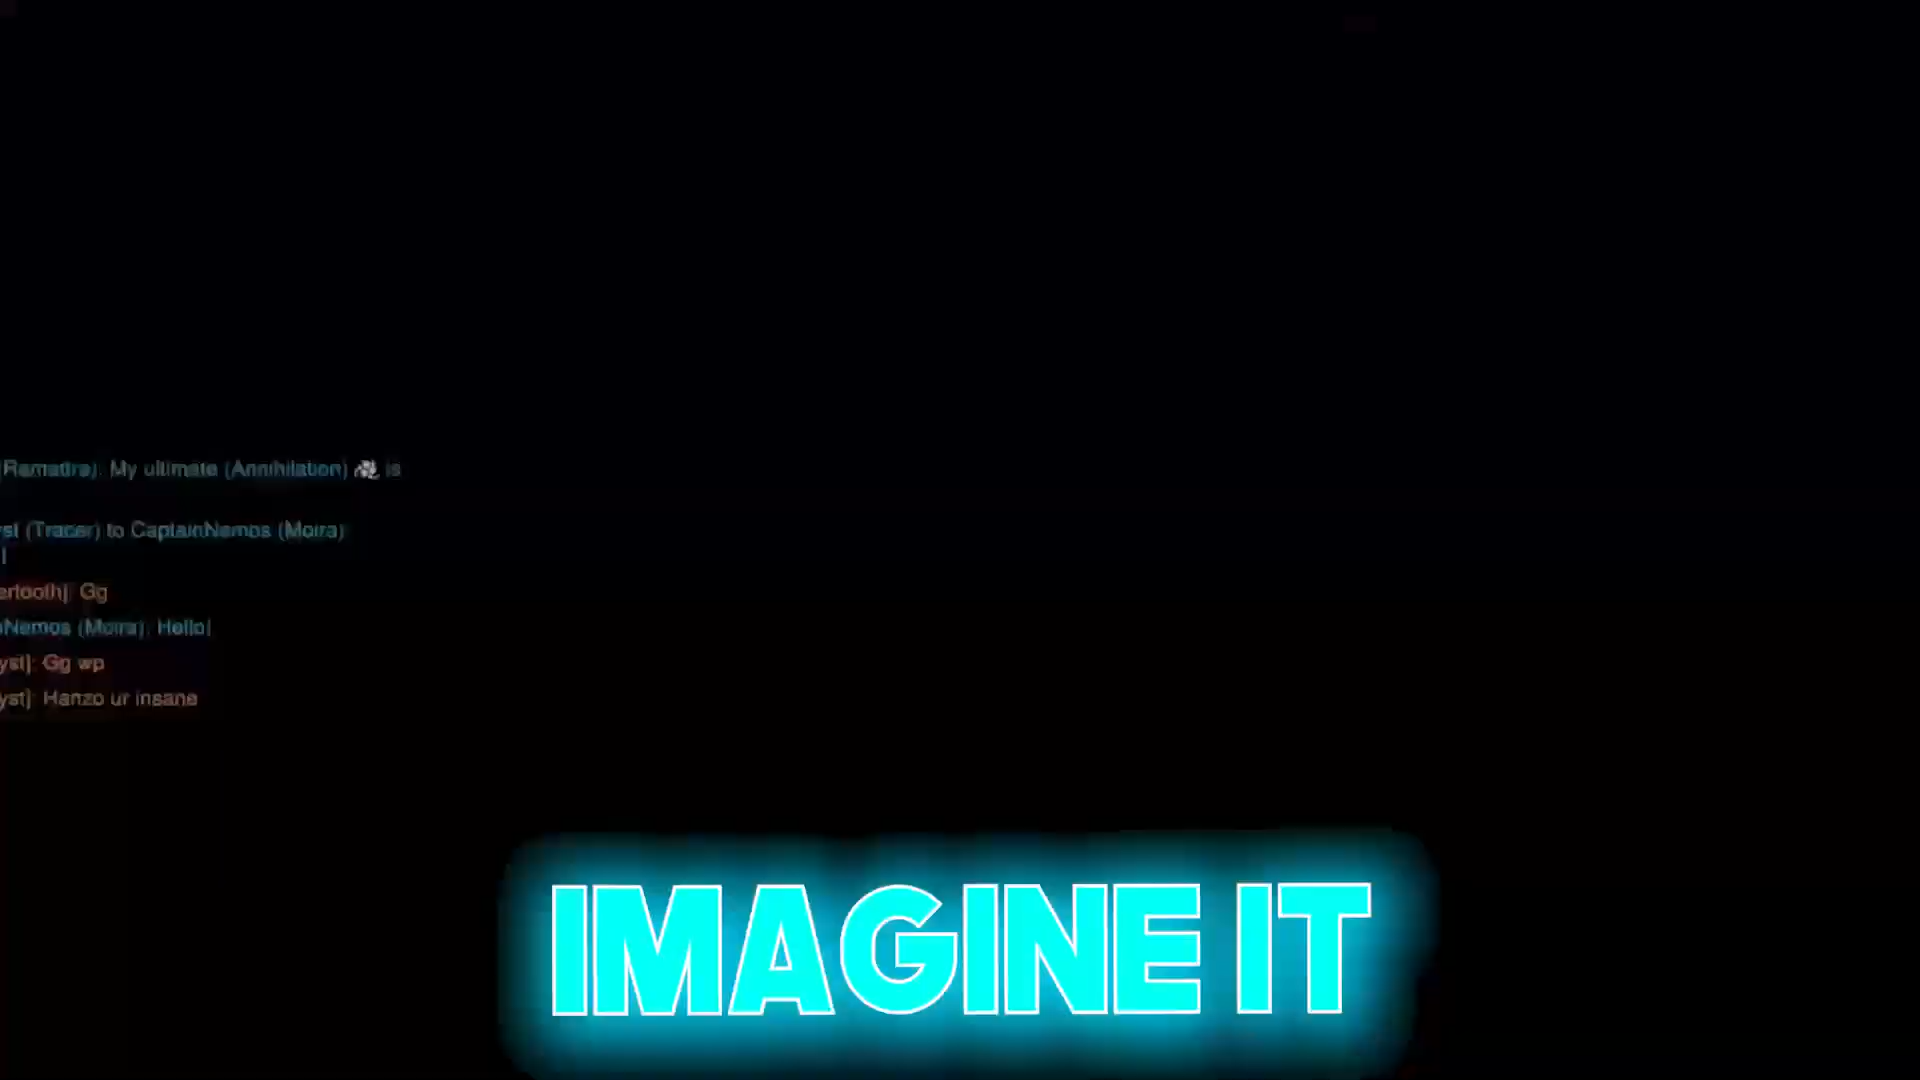 (Ramattra): My ultimate (Annihilation) is
yst (Tracer) to CaptainNemos (Moira)
ertooth]: Gg
nNemos (Moira): Hello!
yst]: Gg wp
yst]: Hanzo ur insane
IMAGINE IT